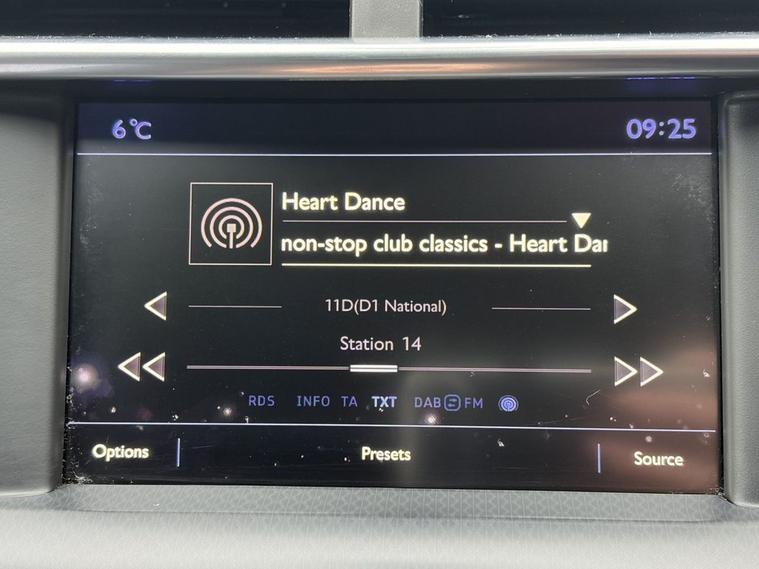 6°C 09:25
Heart Dance
non-stop club classics - Heart Da
11D(D1 National)
Station 14
RDS INFO TA TXT DAB FM
Options Presets Source